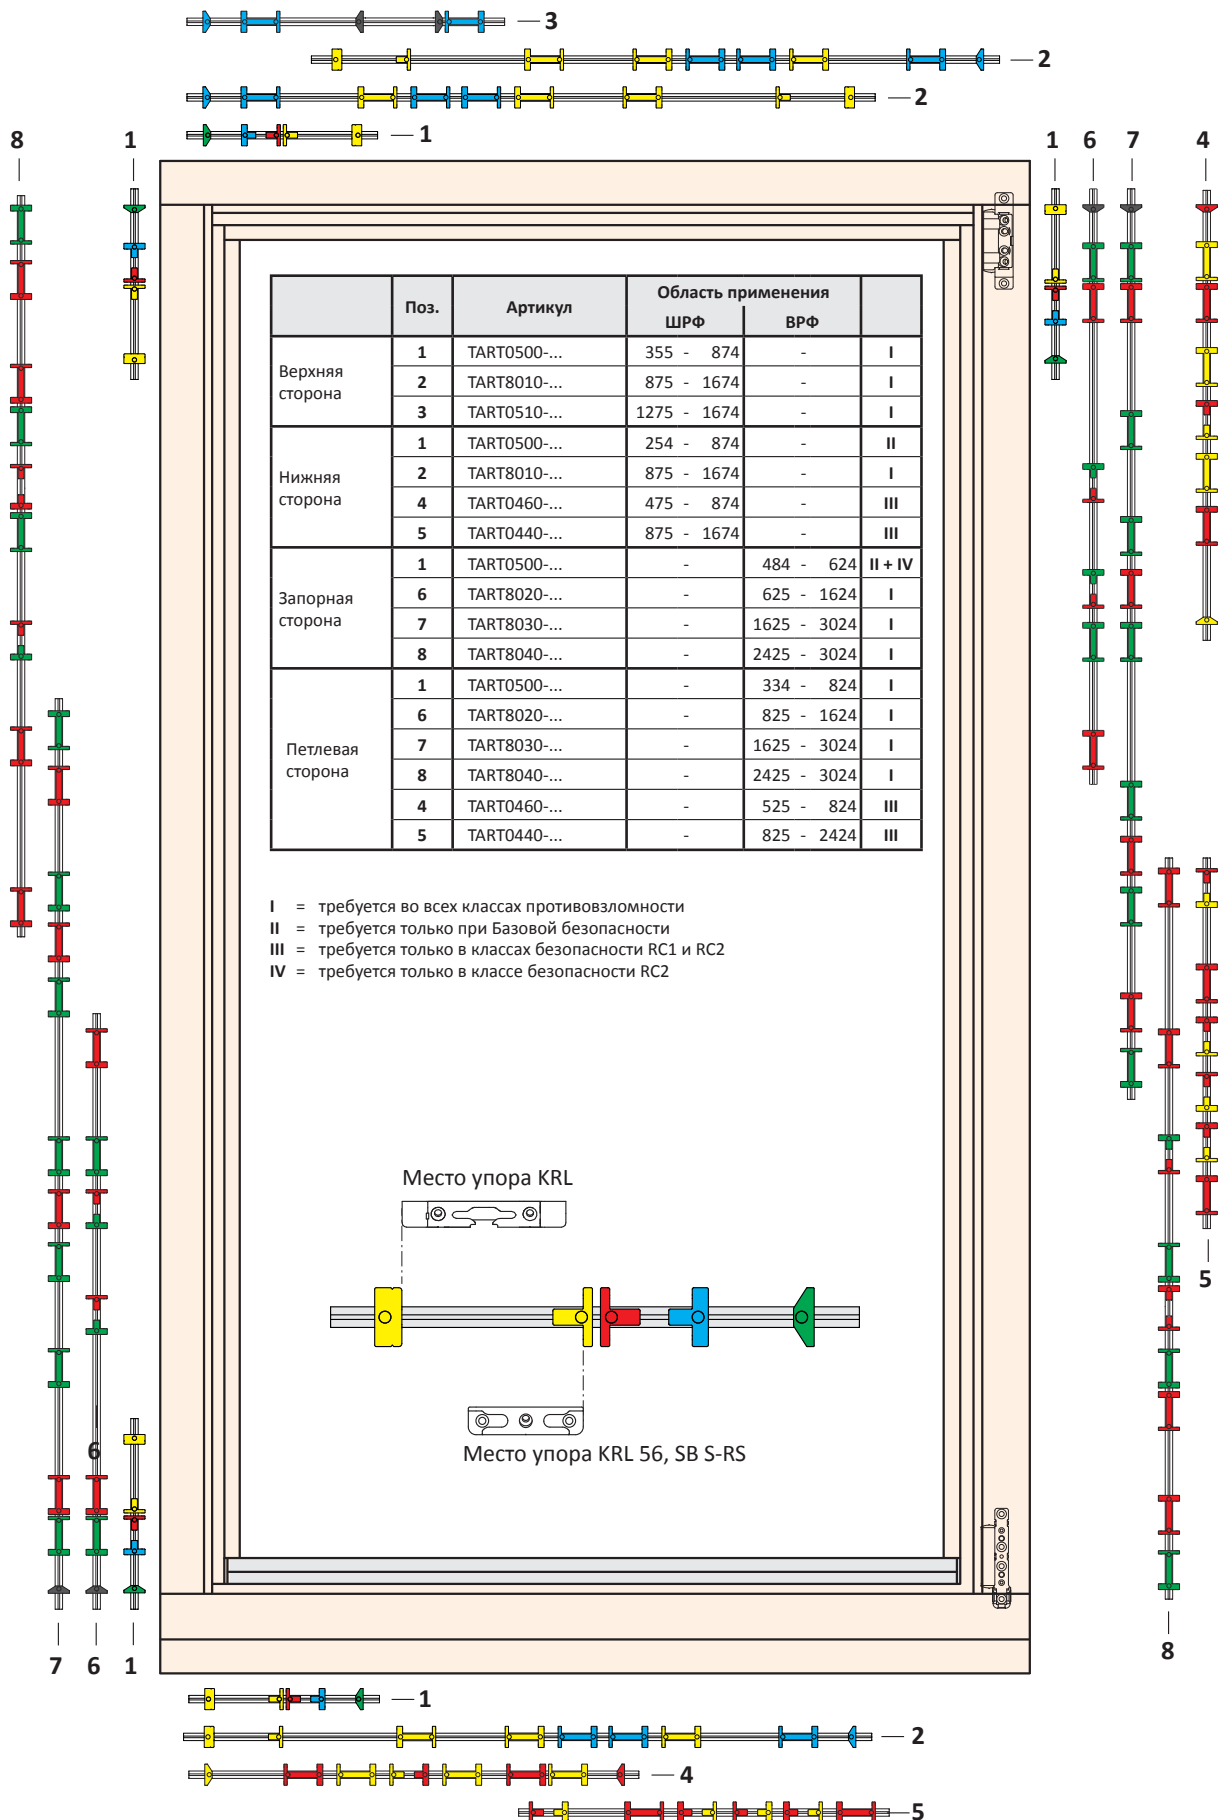 3
2
2
1
8
1
1
6
7
4
Поз. Артикул Область применения
ШРФ ВРФ
Верхняя сторона
1 TART0500-... 355 - 874 - I
2 TART8010-... 875 - 1674 - I
3 TART0510-... 1275 - 1674 - I
Нижняя сторона
1 TART0500-... 254 - 874 - II
2 TART8010-... 875 - 1674 - I
4 TART0460-... 475 - 874 - III
5 TART0440-... 875 - 1674 - III
Запорная сторона
1 TART0500-... - 484 - 624 II + IV
6 TART8020-... - 625 - 1624 I
7 TART8030-... - 1625 - 3024 I
8 TART8040-... - 2425 - 3024 I
Петлевая сторона
1 TART0500-... - 334 - 824 I
6 TART8020-... - 825 - 1624 I
7 TART8030-... - 1625 - 3024 I
8 TART8040-... - 2425 - 3024 I
4 TART0460-... - 525 - 824 III
5 TART0440-... - 825 - 2424 III
I = требуется во всех классах противовзломности
II = требуется только при Базовой безопасности
III = требуется только в классах безопасности RC1 и RC2
IV = требуется только в классе безопасности RC2
Место упора KRL
5
6
Место упора KRL 56, SB S-RS
8
7
6
1
1
2
4
5